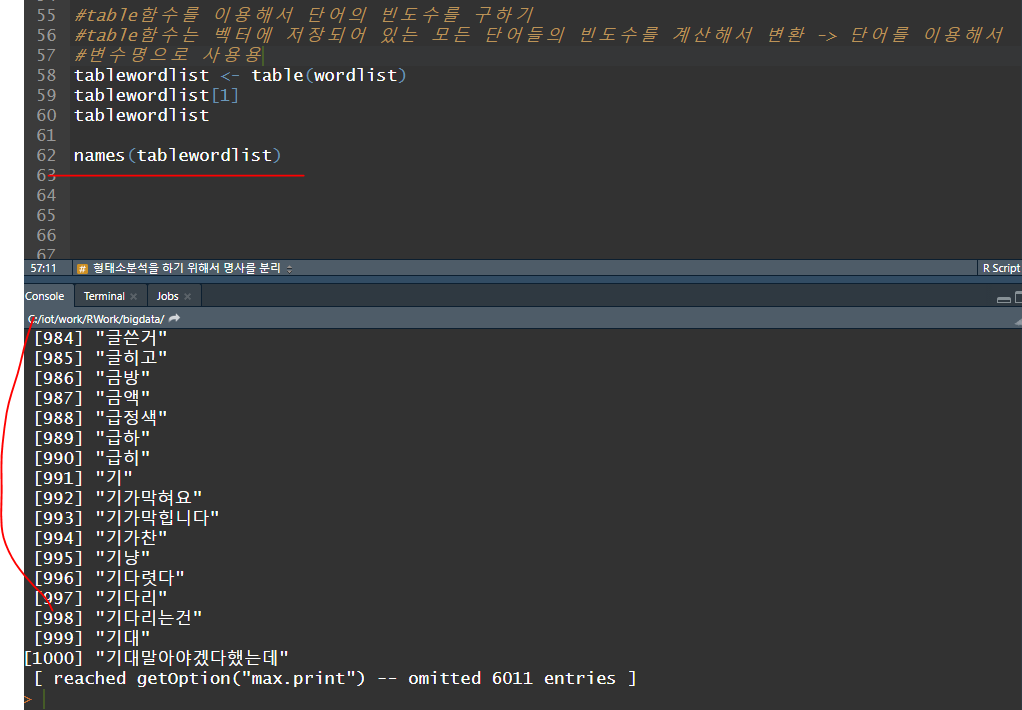 55 #table함수를 이용해서 단어의 빈도수를 구하기
56 #table함수는 벡터에 저장되어 있는 모든 단어들의 빈도수를 계산해서 변환 -> 단어를 이용해서
57 #변수명으로 사용용
58 tablewordlist <- table(wordlist)
59 tablewordlist[1]
60 tablewordlist
61
62 names(tablewordlist)
63
64
65
66
67
57:11 # 형태소분석을 하기 위해서 명사를 분리 R Script
Console Terminal Jobs
C:/iot/work/RWork/bigdata/
[984] "글쓴거"
[985] "글히고"
[986] "금방"
[987] "금액"
[988] "급정색"
[989] "급하"
[990] "급히"
[991] "기"
[992] "기가막혀요"
[993] "기가막힙니다"
[994] "기가찬"
[995] "기냥"
[996] "기다렷다"
[997] "기다리"
[998] "기다리는건"
[999] "기대"
[1000] "기대말아야겠다했는데"
[ reached getOption("max.print") -- omitted 6011 entries ]
>